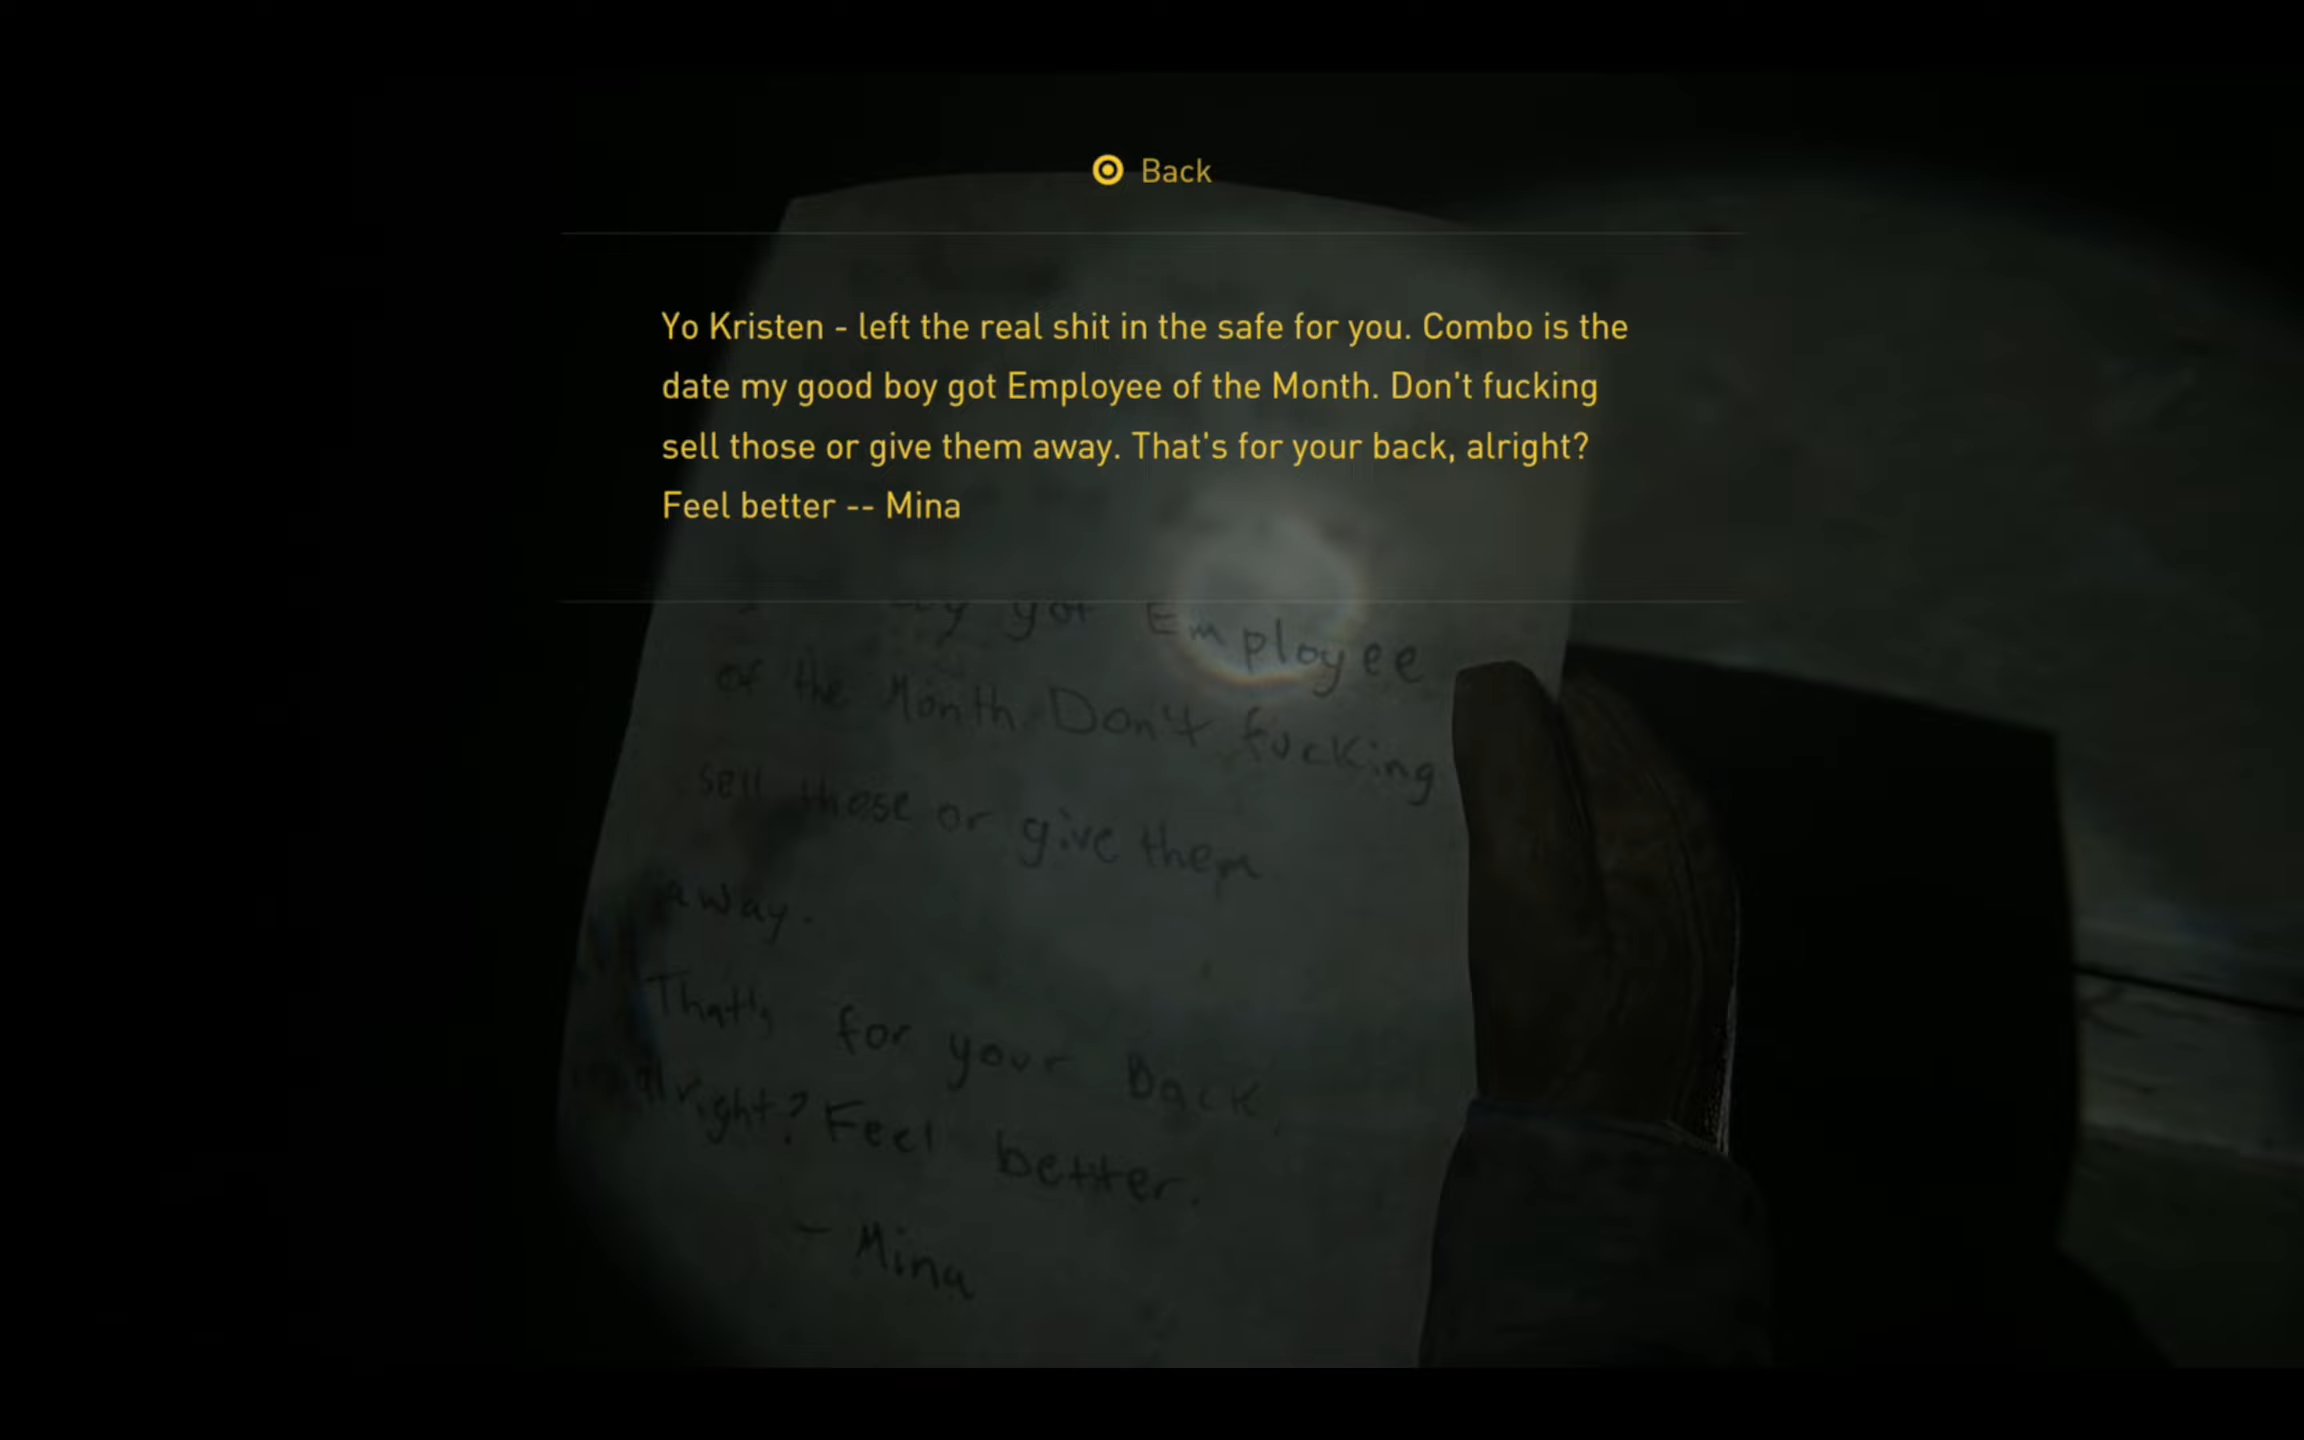 Back
Yo Kristen - left the real shit in the safe for you. Combo is the
date my good boy got Employee of the Month. Don't fucking
sell those or give them away. That's for your back, alright?
Feel better -- Mina
got Employee
of the Month. Don't fucking
sell those or give them
away.
That's for your Back
alright? Feel better.
- Mina